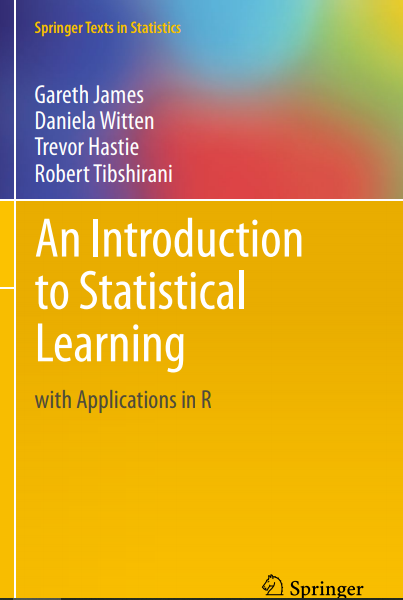 Springer Texts in Statistics
Gareth James
Daniela Witten
Trevor Hastie
Robert Tibshirani
An Introduction
to Statistical
Learning
with Applications in R
Springer